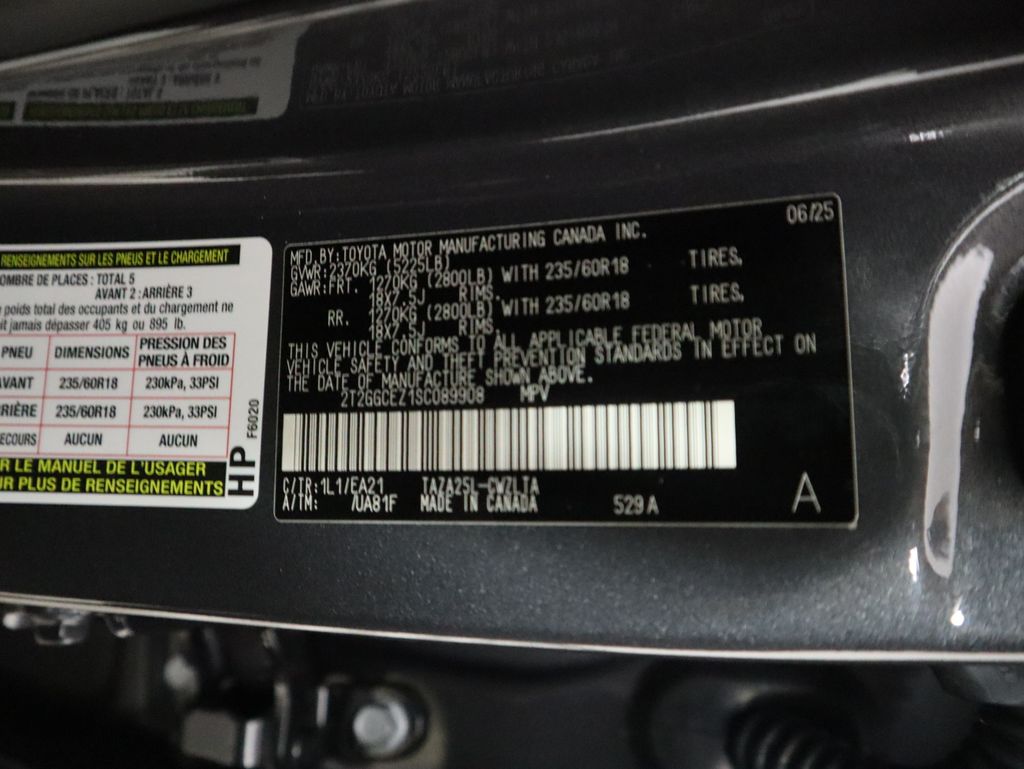 RENSEIGNEMENTS SUR LES PNEUS ET LE CHARGEMENT
OMBRE DE PLACES : TOTAL 5
AVANT 2 : ARRIÈRE 3
poids total des occupants et du chargement ne
it jamais dépasser 405 kg ou 895 lb.
PNEU DIMENSIONS PRESSION DES PNEUS À FROID
AVANT 235/60R18 230kPa, 33PSI
RIÈRE 235/60R18 230kPa, 33PSI
ECOURS AUCUN AUCUN
R LE MANUEL DE L'USAGER
UR PLUS DE RENSEIGNEMENTS
HP F6020
06/25
MFD. BY: TOYOTA MOTOR MANUFACTURING CANADA INC.
GVWR: 2370KG (5225LB)
GAWR: FRT. 1270KG (2800LB) WITH 235/60R18 TIRES,
18X7.5J RIMS.
RR. 1270KG (2800LB) WITH 235/60R18 TIRES,
18X7.5J RIMS.
THIS VEHICLE CONFORMS TO ALL APPLICABLE FEDERAL MOTOR
VEHICLE SAFETY AND THEFT PREVENTION STANDARDS IN EFFECT ON
THE DATE OF MANUFACTURE SHOWN ABOVE.
2T2GGCEZ1SC089908 MPV
C/TR: 1L1/EA21 TAZA25L-CWZLTA
A/TM: /UA81F MADE IN CANADA 529A A